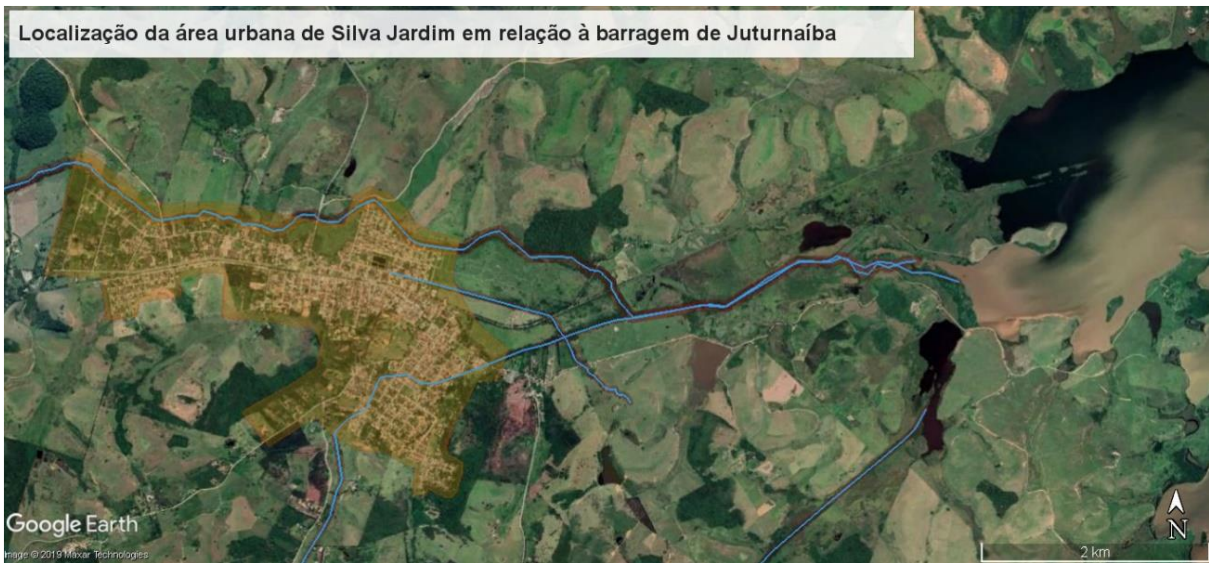 Localização da área urbana de Silva Jardim em relação à barragem de Juturnaíba
N
Google Earth
Image © 2019 Maxar Technologies
2 km